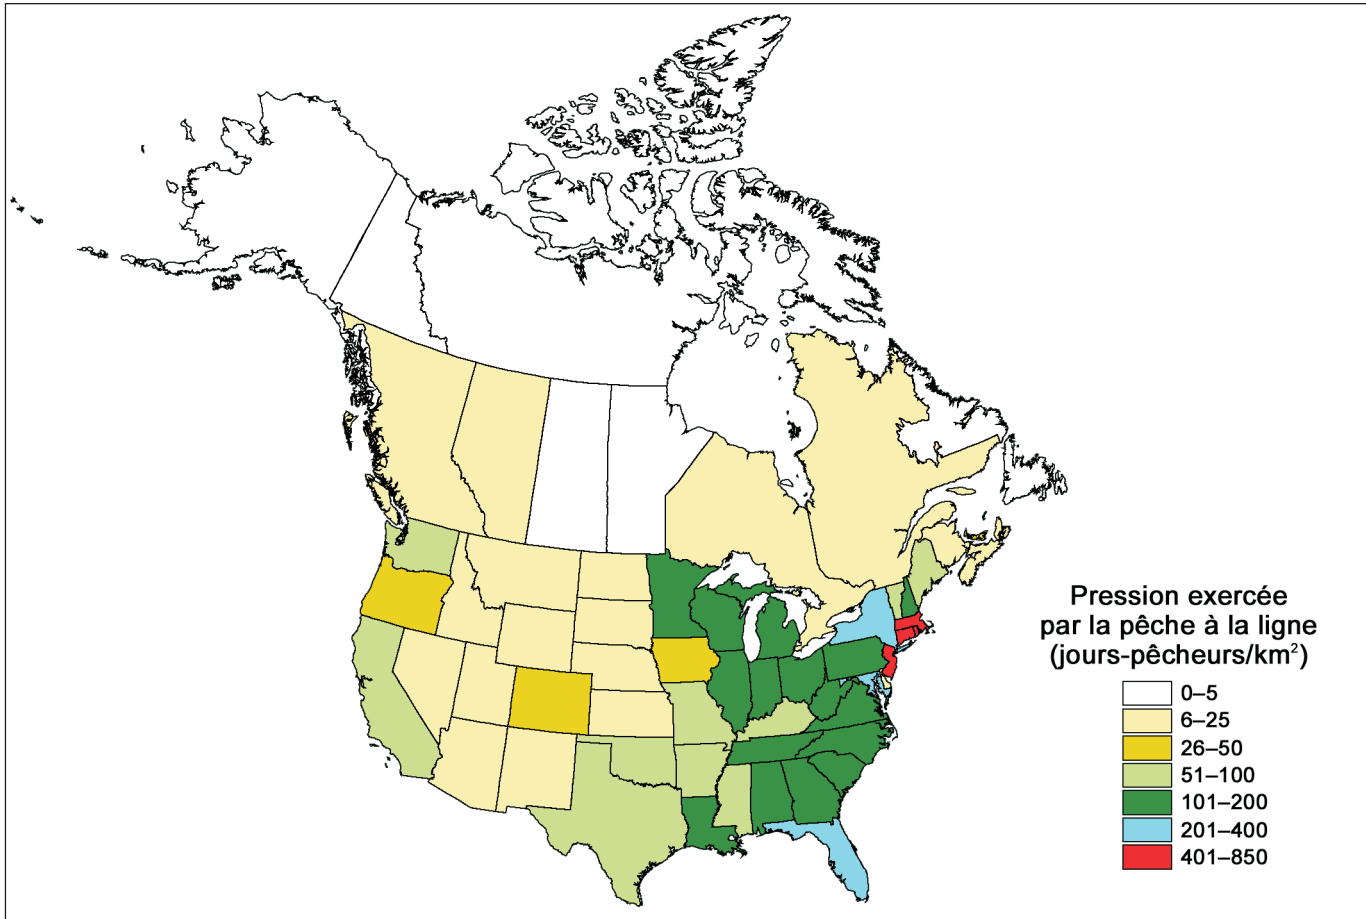 Pression exercée
par la pêche à la ligne
(jours-pêcheurs/km²)
0–5
6–25
26–50
51–100
101–200
201–400
401–850